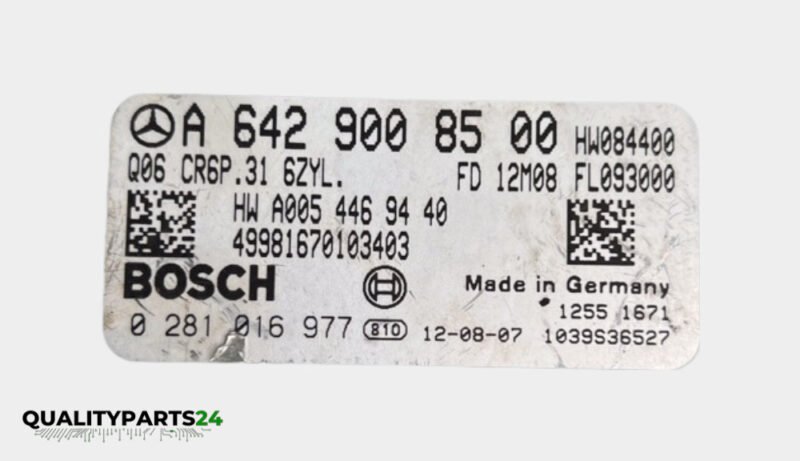 A 642 900 85 00 HW084400
Q06 CR6P.31 6ZYL. FD 12M08 FL093000
HW A005 446 94 40
49981670103403
BOSCH Made in Germany
1255 1671
0 281 016 977 810 12-08-07 1039S36527
QUALITYPARTS24